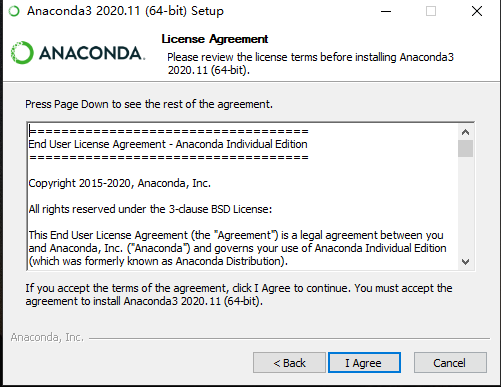 Anaconda3 2020.11 (64-bit) Setup
ANACONDA.
License Agreement
Please review the license terms before installing Anaconda3
2020.11 (64-bit).
Press Page Down to see the rest of the agreement.
===================================
End User License Agreement - Anaconda Individual Edition
===================================
Copyright 2015-2020, Anaconda, Inc.
All rights reserved under the 3-clause BSD License:
This End User License Agreement (the "Agreement") is a legal agreement between you
and Anaconda, Inc. ("Anaconda") and governs your use of Anaconda Individual Edition
(which was formerly known as Anaconda Distribution).
If you accept the terms of the agreement, click I Agree to continue. You must accept the
agreement to install Anaconda3 2020.11 (64-bit).
Anaconda, Inc.
< Back
I Agree
Cancel